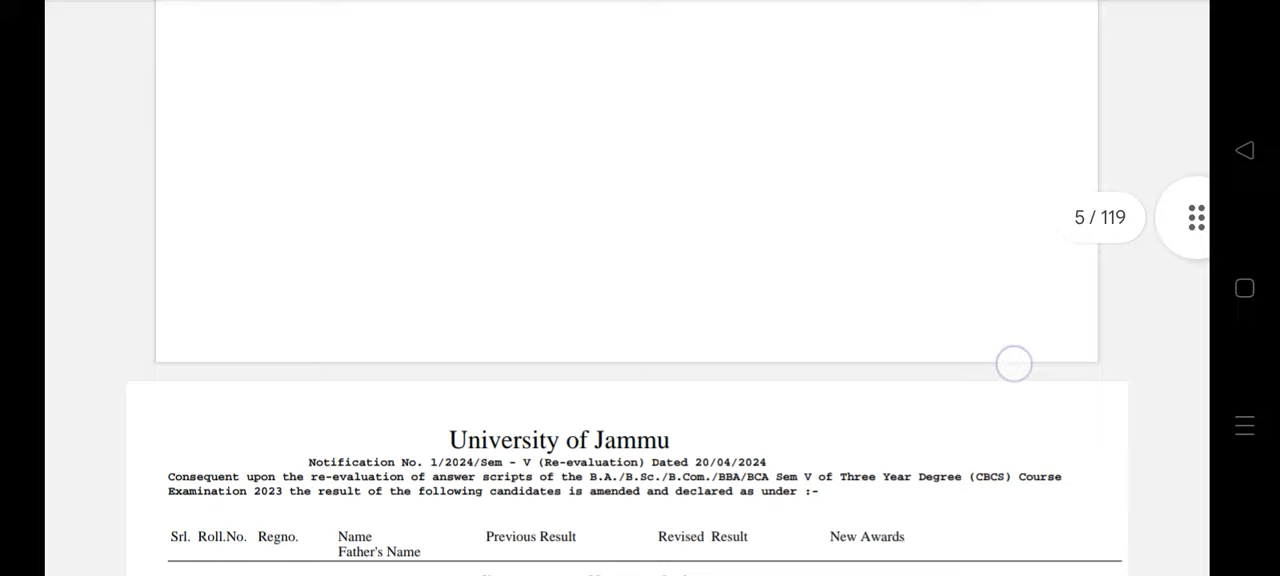 5 / 119
University of Jammu
Notification No. 1/2024/Sem - V (Re-evaluation) Dated 20/04/2024
Consequent upon the re-evaluation of answer scripts of the B.A./B.Sc./B.Com./BBA/BCA Sem V of Three Year Degree (CBCS) Course
Examination 2023 the result of the following candidates is amended and declared as under :-
Srl. Roll.No. Regno. Name Previous Result Revised Result New Awards
Father's Name